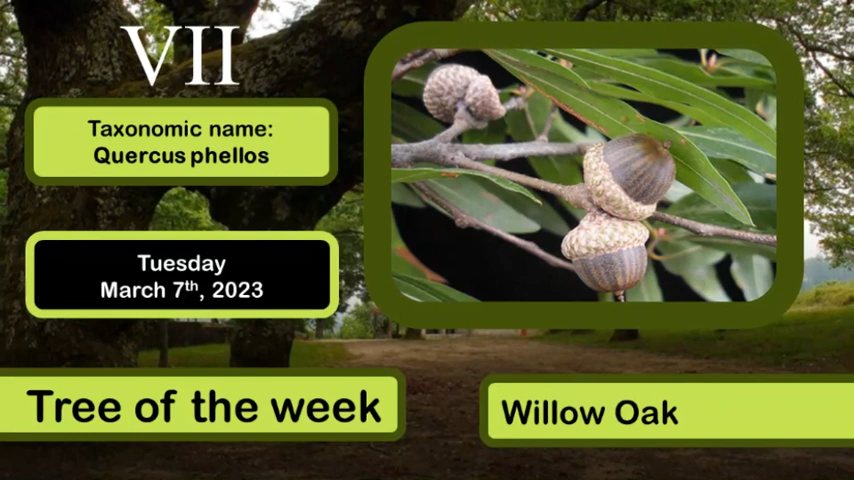 VII
Taxonomic name:
Quercus phellos
Tuesday
March 7th, 2023
Tree of the week
Willow Oak